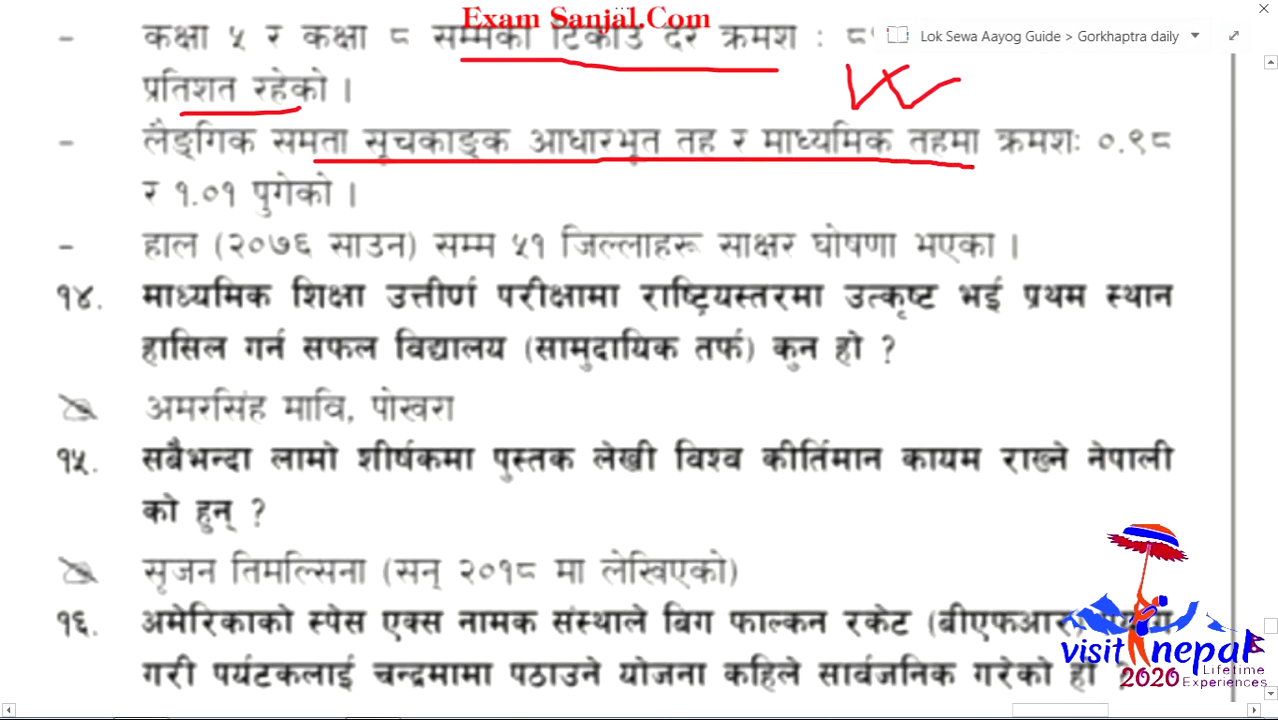 Exam Sanjal.Com
Lok Sewa Aayog Guide > Gorkhaptra daily
- कक्षा ५ र कक्षा ८ सम्मको टिकाउ दर क्रमश :
प्रतिशत रहेको ।
- लैङ्गिक समता सूचकाङ्क आधारभूत तह र माध्यमिक तहमा क्रमशः ०.९८
र १.०१ पुगेको ।
- हाल (२०७६ साउन) सम्म ५१ जिल्लाहरू साक्षर घोषणा भएका ।
१४. माध्यमिक शिक्षा उत्तीर्ण परीक्षामा राष्ट्रियस्तरमा उत्कृष्ट भई प्रथम स्थान
हासिल गर्न सफल विद्यालय (सामुदायिक तर्फ) कुन हो ?
अमरसिंह मावि, पोखरा
१५. सबैभन्दा लामो शीर्षकमा पुस्तक लेखी विश्व कीर्तिमान कायम राख्ने नेपाली
को हुन् ?
सृजन तिमल्सिना (सन् २०१८ मा लेखिएको)
१६. अमेरिकाको स्पेस एक्स नामक संस्थाले बिग फाल्कन रकेट (बीएफआर)
गरी पर्यटकलाई चन्द्रमामा पठाउने योजना कहिले सार्वजनिक गरेको हो ?
visit nepal
2020 Lifetime
Experiences